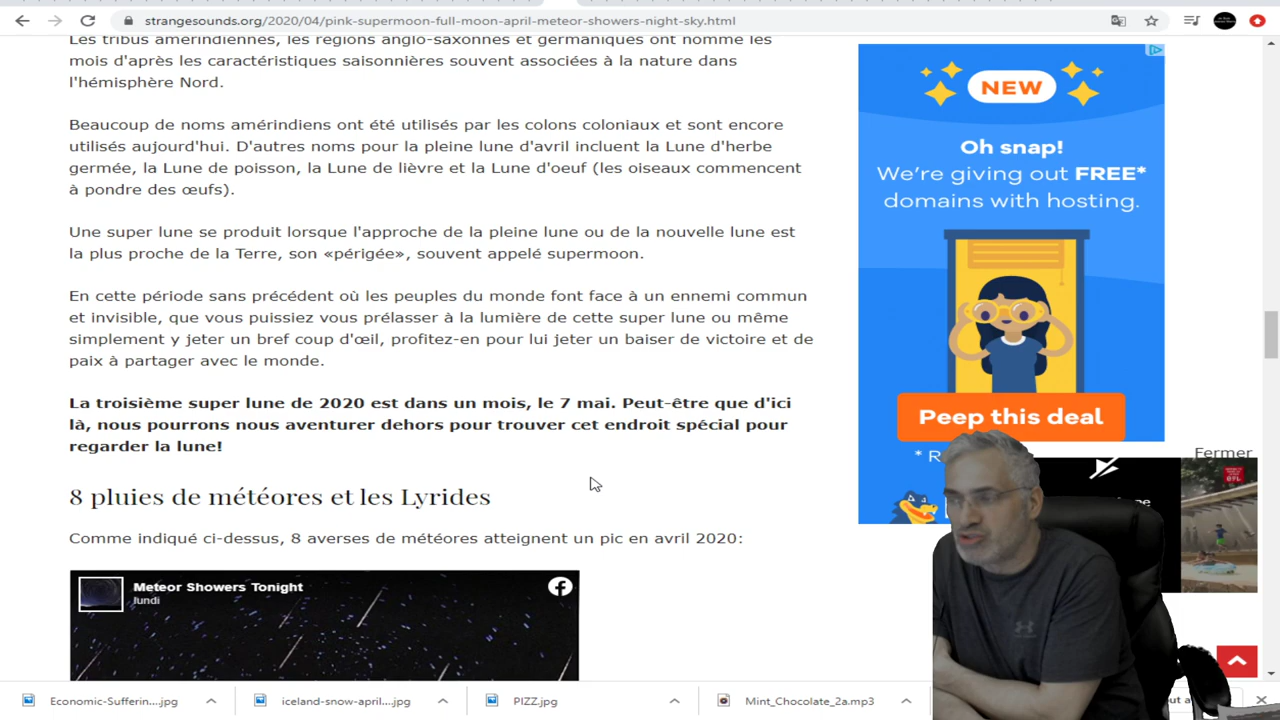 strangesounds.org/2020/04/pink-supermoon-full-moon-april-meteor-showers-night-sky.html
Les tribus amérindiennes, les régions anglo-saxonnes et germaniques ont nommé les
mois d'après les caractéristiques saisonnières souvent associées à la nature dans
l'hémisphère Nord.
Beaucoup de noms amérindiens ont été utilisés par les colons coloniaux et sont encore
utilisés aujourd'hui. D'autres noms pour la pleine lune d'avril incluent la Lune d'herbe
germée, la Lune de poisson, la Lune de lièvre et la Lune d'oeuf (les oiseaux commencent
à pondre des œufs).
Une super lune se produit lorsque l'approche de la pleine lune ou de la nouvelle lune est
la plus proche de la Terre, son «périgée», souvent appelé supermoon.
En cette période sans précédent où les peuples du monde font face à un ennemi commun
et invisible, que vous puissiez vous prélasser à la lumière de cette super lune ou même
simplement y jeter un bref coup d'œil, profitez-en pour lui jeter un baiser de victoire et de
paix à partager avec le monde.
La troisième super lune de 2020 est dans un mois, le 7 mai. Peut-être que d'ici
là, nous pourrons nous aventurer dehors pour trouver cet endroit spécial pour
regarder la lune!
8 pluies de météores et les Lyrides
Comme indiqué ci-dessus, 8 averses de météores atteignent un pic en avril 2020:
Meteor Showers Tonight
lundi
NEW
Oh snap!
We're giving out FREE*
domains with hosting.
Peep this deal
* R
Fermer
Economic-Sufferin....jpg
iceland-snow-april....jpg
PIZZ.jpg
Mint_Chocolate_2a.mp3